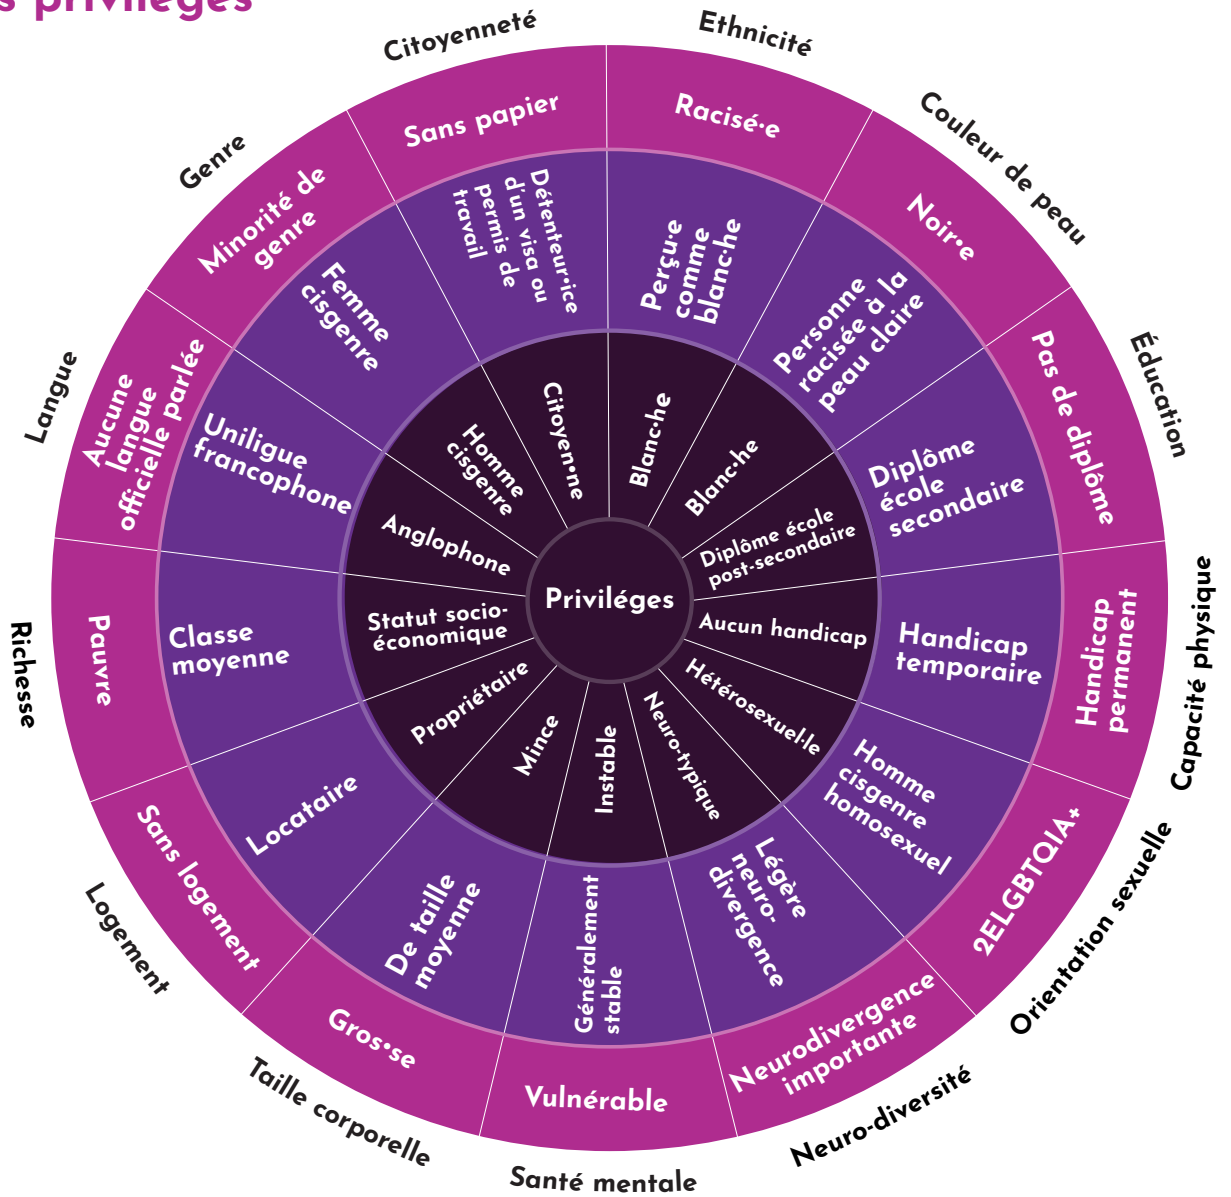 s privilèges
Citoyenneté
Ethnicité
Couleur de peau
Éducation
Capacité physique
Orientation sexuelle
Neuro-diversité
Santé mentale
Taille corporelle
Logement
Richesse
Langue
Genre
Sans papier
Racisé·e
Noir•e
Pas de diplôme
Handicap
permanent
2ELGBTQIA+
Neurodivergence
importante
Vulnérable
Gros•se
Sans logement
Pauvre
Aucune
langue
officielle parlée
Minorité de
genre
Détenteur·ice
d'un visa ou
permis de
travail
Perçu·e
comme
blanc·he
Personne
racisée à la
peau claire
Diplôme
école
secondaire
Handicap
temporaire
Homme
cisgenre
homosexuel
Légère
neuro-
divergence
Généralement
stable
De taille
moyenne
Locataire
Classe
moyenne
Uniligue
francophone
Femme
cisgenre
Citoyen•ne
Blanc·he
Blanc·he
Diplôme école
post-secondaire
Aucun handicap
Hétérosexuel·le
Neuro-typique
Instable
Mince
Propriétaire
Statut socio-
économique
Anglophone
Homme
cisgenre
Priviléges